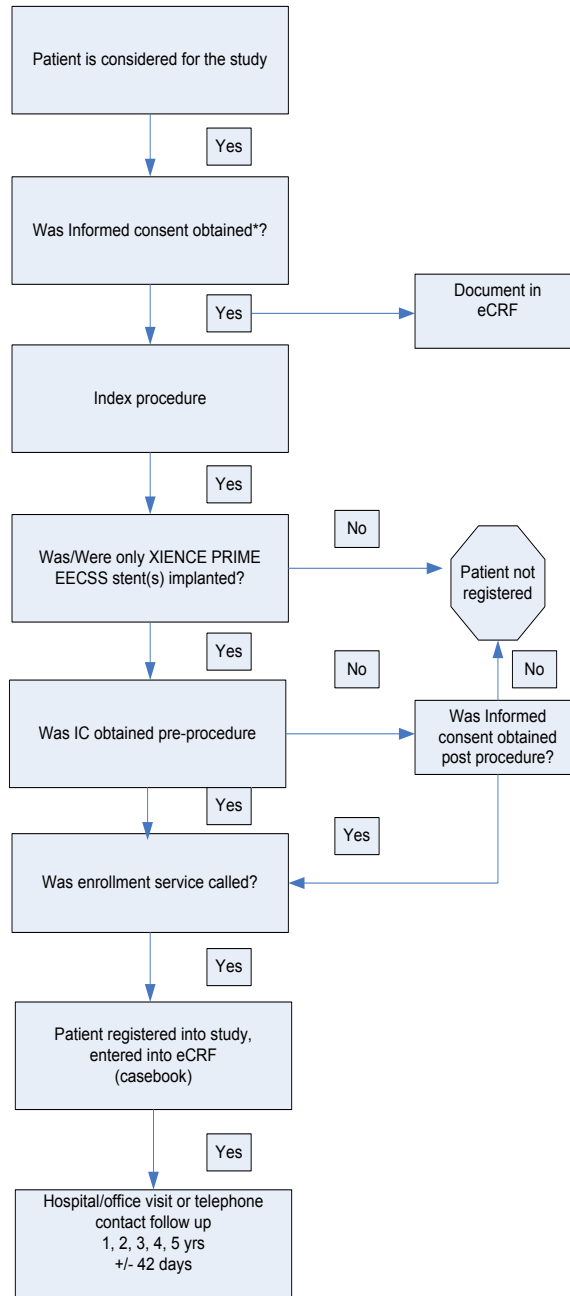 Patient is considered for the study
Yes
Was Informed consent obtained*?
Yes
Document in
eCRF
Index procedure
Yes
Was/Were only XIENCE PRIME
EECSS stent(s) implanted?
No
Patient not
registered
Yes
No
No
Was IC obtained pre-procedure
Was Informed
consent obtained
post procedure?
Yes
Yes
Was enrollment service called?
Yes
Patient registered into study,
entered into eCRF
(casebook)
Yes
Hospital/office visit or telephone
contact follow up
1, 2, 3, 4, 5 yrs
+/- 42 days